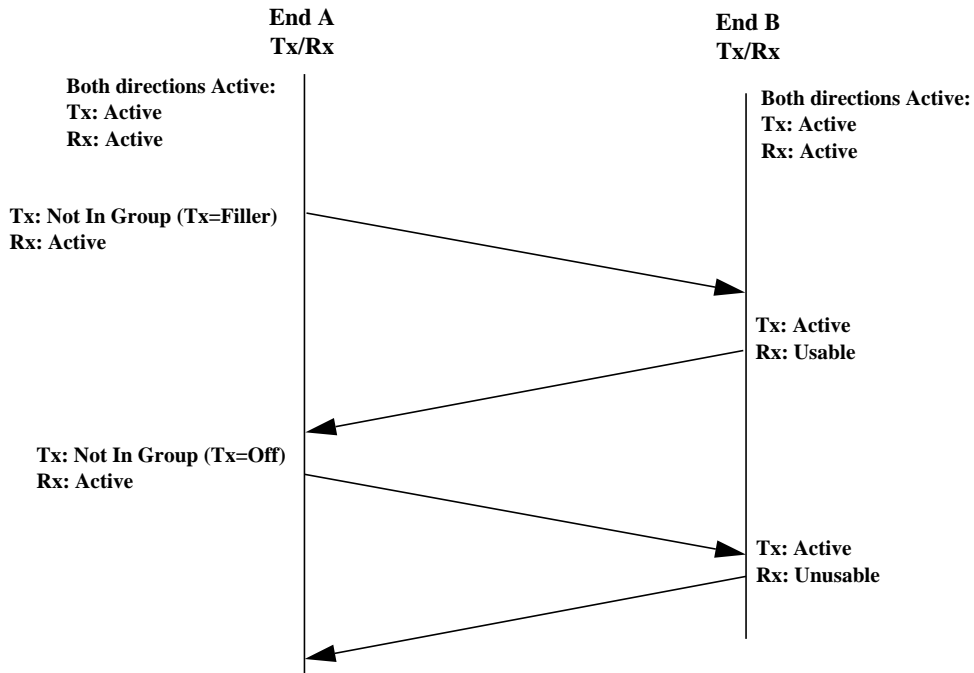 End A
Tx/Rx
End B
Tx/Rx
Both directions Active:
Tx: Active
Rx: Active
Both directions Active:
Tx: Active
Rx: Active
Tx: Not In Group (Tx=Filler)
Rx: Active
Tx: Active
Rx: Usable
Tx: Not In Group (Tx=Off)
Rx: Active
Tx: Active
Rx: Unusable